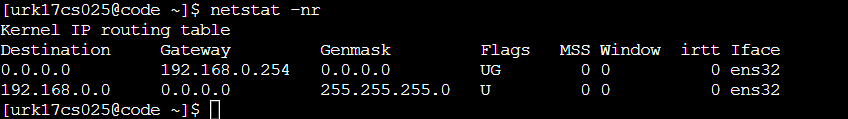 [urk17cs025@code ~]$ netstat -nr
Kernel IP routing table
Destination     Gateway         Genmask         Flags   MSS Window  irtt Iface
0.0.0.0         192.168.0.254   0.0.0.0         UG        0 0          0 ens32
192.168.0.0     0.0.0.0         255.255.255.0   U         0 0          0 ens32
[urk17cs025@code ~]$